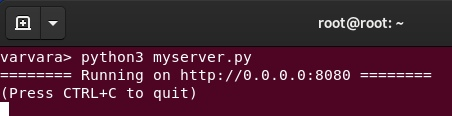 root@root: ~
varvara> python3 myserver.py
======== Running on http://0.0.0.0:8080 ========
(Press CTRL+C to quit)